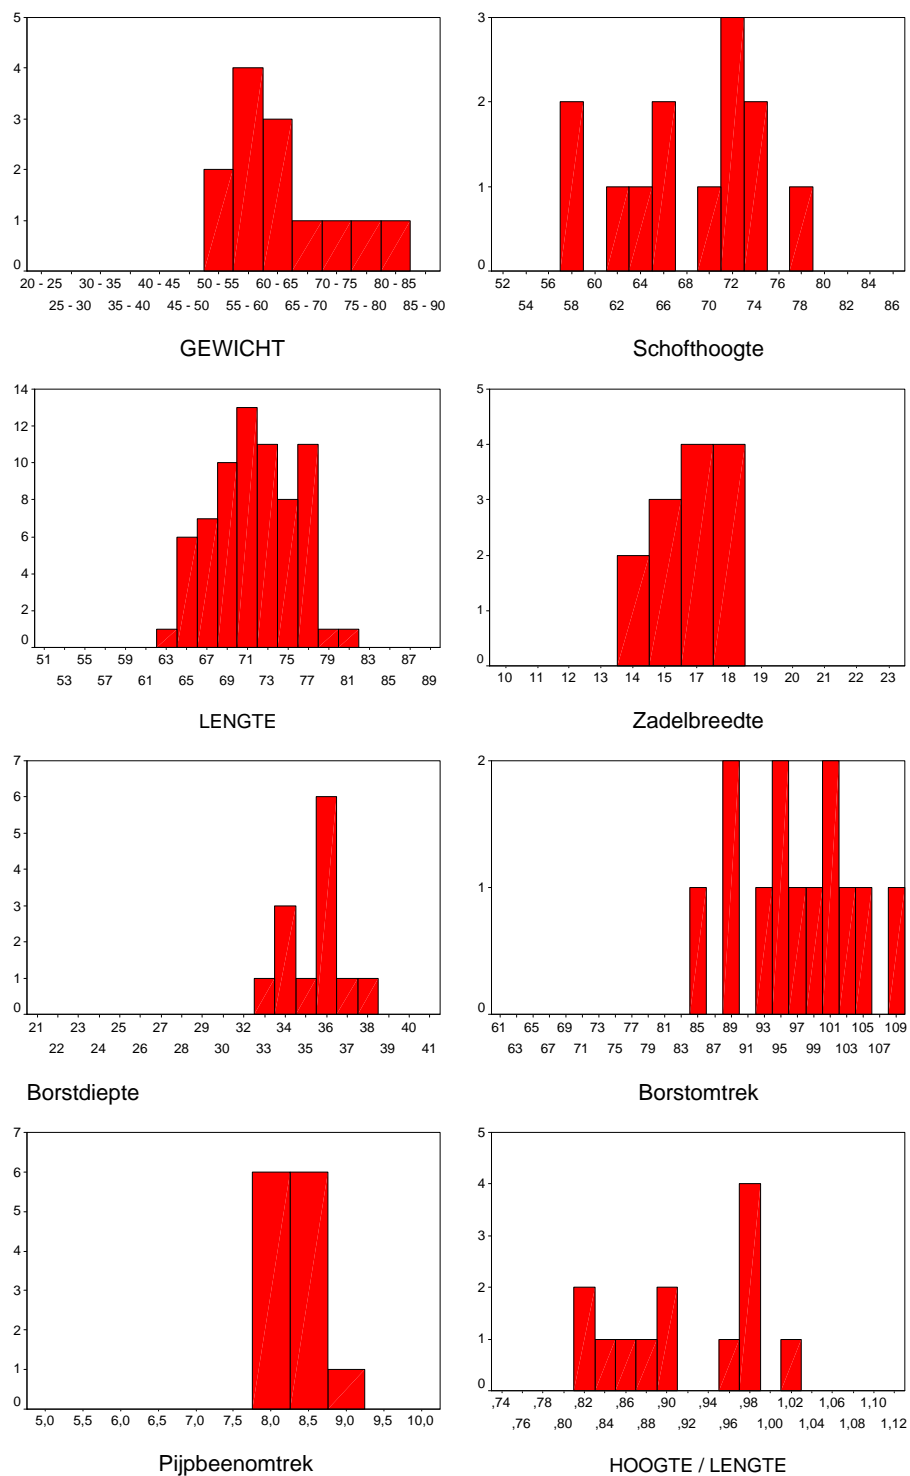 5
4
3
2
1
0
20 - 25 30 - 35 40 - 45 50 - 55 60 - 65 70 - 75 80 - 85
25 - 30 35 - 40 45 - 50 55 - 60 65 - 70 75 - 80 85 - 90
GEWICHT
3
2
1
0
52 56 60 64 68 72 76 80 84
54 58 62 66 70 74 78 82 86
Schofthoogte
14
12
10
8
6
4
2
0
51 55 59 63 67 71 75 79 83 87
53 57 61 65 69 73 77 81 85 89
LENGTE
5
4
3
2
1
0
10 11 12 13 14 15 17 18 19 20 21 22 23
Zadelbreedte
7
6
5
4
3
2
1
0
21 23 25 27 29 32 34 36 38 40
22 24 26 28 30 33 35 37 39 41
Borstdiepte
2
1
0
61 65 69 73 77 81 85 89 93 97 101 105 109
63 67 71 75 79 83 87 91 95 99 103 107
Borstomtrek
7
6
5
4
3
2
1
0
5,0 5,5 6,0 6,5 7,0 7,5 8,0 8,5 9,0 9,5 10,0
Pijpbeenomtrek
5
4
3
2
1
0
,74 ,78 ,82 ,86 ,90 ,94 ,98 1,02 1,06 1,10
,76 ,80 ,84 ,88 ,92 ,96 1,00 1,04 1,08 1,12
HOOGTE / LENGTE